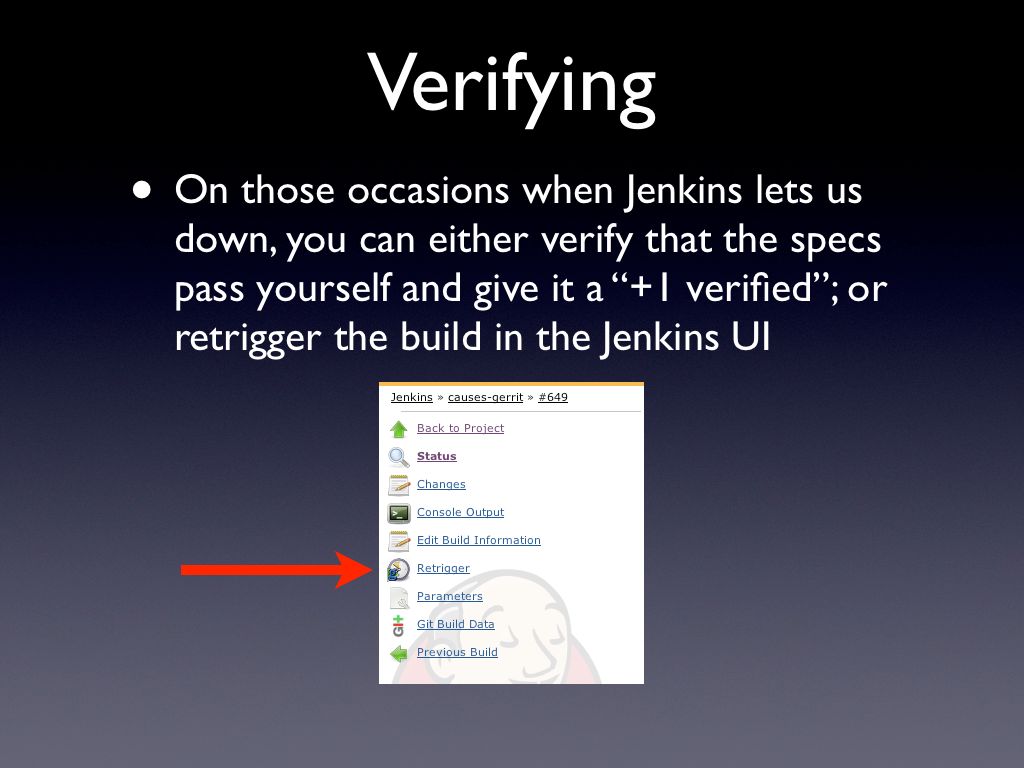 Verifying
• On those occasions when Jenkins lets us
down, you can either verify that the specs
pass yourself and give it a “+1 verified”; or
retrigger the build in the Jenkins UI
Jenkins » causes-gerrit » #649
Back to Project
Status
Changes
Console Output
Edit Build Information
Retrigger
Parameters
Git Build Data
Previous Build